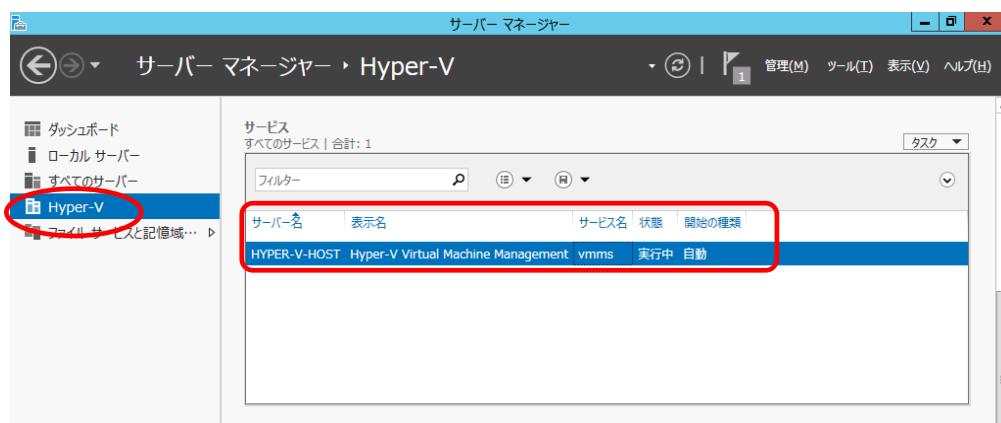 サーバー マネージャー
サーバー マネージャー ・ Hyper-V
1 管理(M) ツール(T) 表示(V) ヘルプ(H)
ダッシュボード
ローカル サーバー
すべてのサーバー
Hyper-V
ファイル サービスと記憶域…
サービス
すべてのサービス | 合計: 1
タスク
フィルター
サーバー名 表示名 サービス名 状態 開始の種類
HYPER-V-HOST Hyper-V Virtual Machine Management vmms 実行中 自動